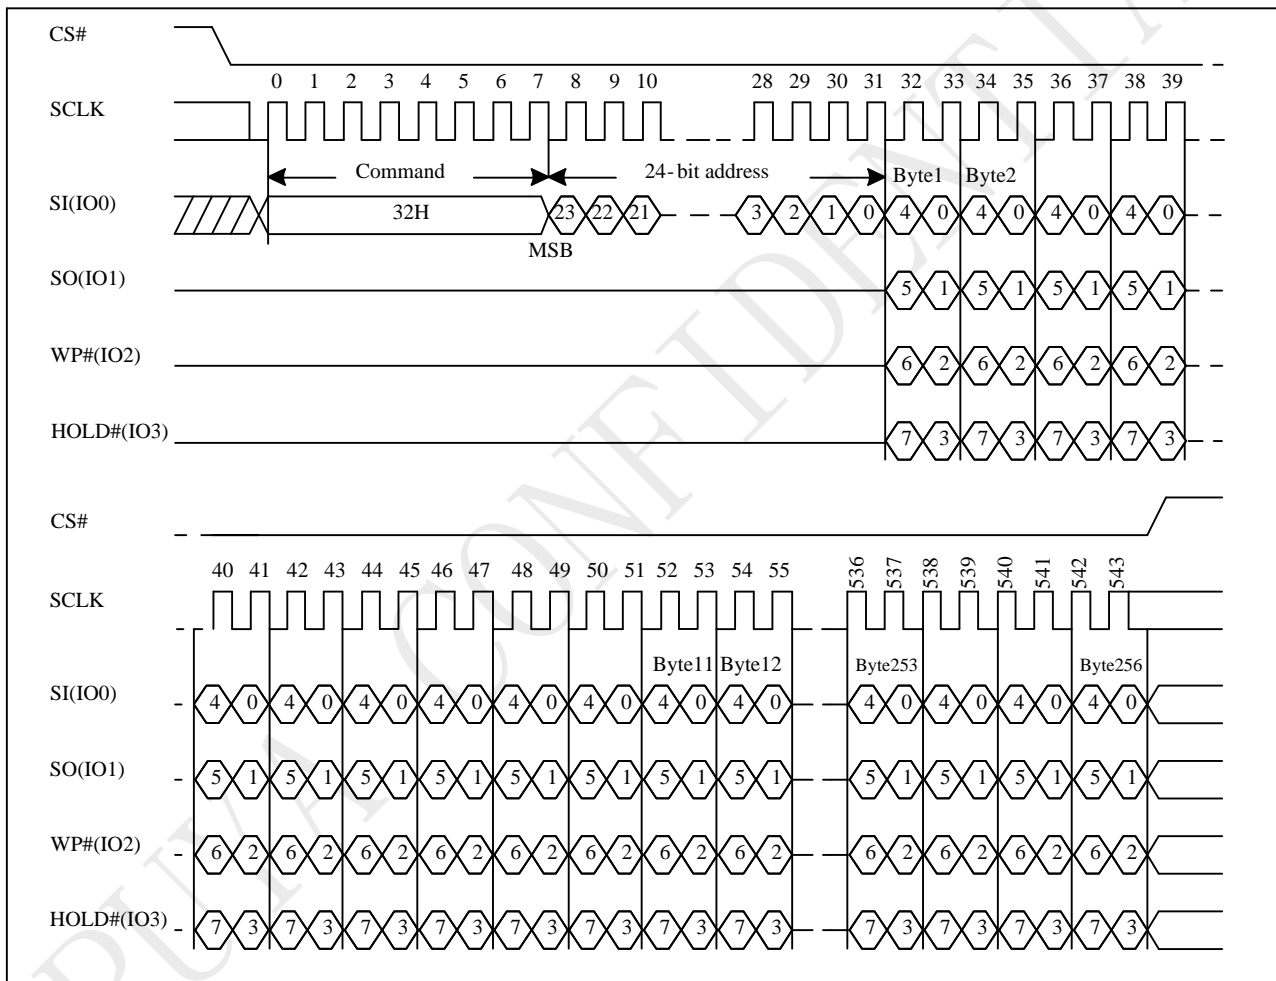 CS#
0 1 2 3 4 5 6 7 8 9 10 28 29 30 31 32 33 34 35 36 37 38 39
SCLK
Command 24-bit address Byte1 Byte2
SI(IO0) 32H 23 22 21 3 2 1 0 4 0 4 0 4 0 4 0
MSB
SO(IO1) 5 1 5 1 5 1 5 1
WP#(IO2) 6 2 6 2 6 2 6 2
HOLD#(IO3) 7 3 7 3 7 3 7 3
CS#
40 41 42 43 44 45 46 47 48 49 50 51 52 53 54 55 536 537 538 539 540 541 542 543
SCLK
Byte11 Byte12 Byte253 Byte256
SI(IO0) 4 0 4 0 4 0 4 0 4 0 4 0 4 0 4 0 4 0 4 0 4 0 4 0
SO(IO1) 5 1 5 1 5 1 5 1 5 1 5 1 5 1 5 1 5 1 5 1 5 1 5 1
WP#(IO2) 6 2 6 2 6 2 6 2 6 2 6 2 6 2 6 2 6 2 6 2 6 2 6 2
HOLD#(IO3) 7 3 7 3 7 3 7 3 7 3 7 3 7 3 7 3 7 3 7 3 7 3 7 3
PUYA CONFIDENTIA